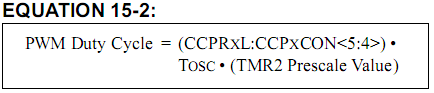 EQUATION 15-2:
PWM Duty Cycle = (CCPRXL:CCPXCON<5:4>) •
TOSC • (TMR2 Prescale Value)